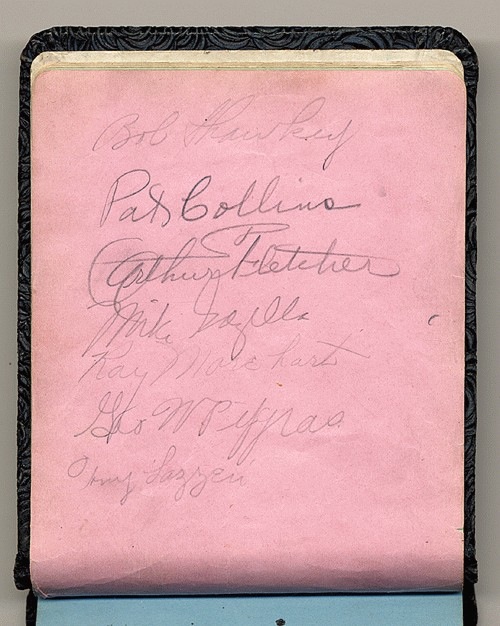 Bob Shawkey
Pat Collins
Arthur Fletcher
Mike Gazella
Ray Morehart
Geo W Pipgras
Tony Lazzeri